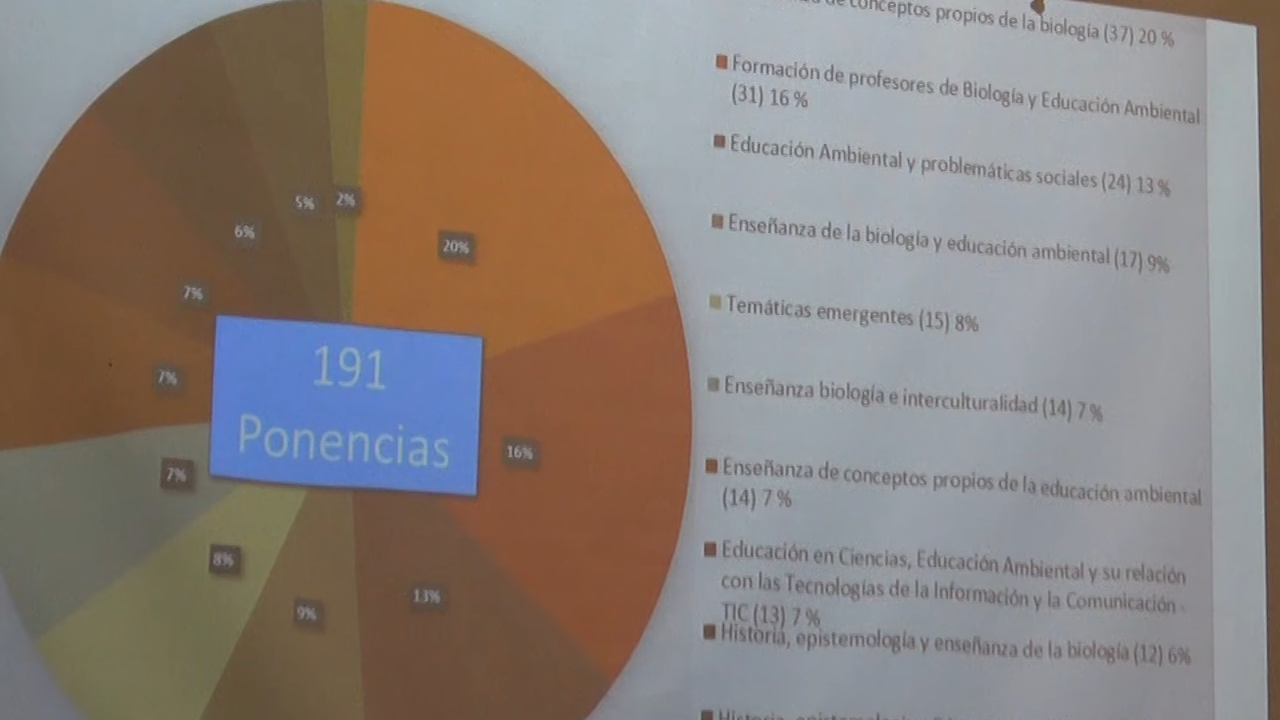 de conceptos propios de la biología (37) 20 %
Formación de profesores de Biología y Educación Ambiental
(31) 16 %
Educación Ambiental y problemáticas sociales (24) 13 %
Enseñanza de la biología y educación ambiental (17) 9%
Temáticas emergentes (15) 8%
Enseñanza biología e interculturalidad (14) 7 %
Enseñanza de conceptos propios de la educación ambiental
(14) 7 %
Educación en Ciencias, Educación Ambiental y su relación
con las Tecnologías de la Información y la Comunicación -
TIC (13) 7 %
Historia, epistemología y enseñanza de la biología (12) 6%
5%
2%
6%
20%
7%
191
Ponencias
7%
16%
7%
8%
13%
9%